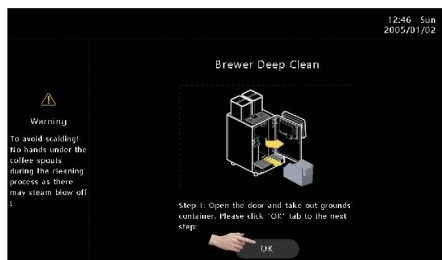 12:46 Sun
2005/01/02
Brewer Deep Clean
Warning
To avoid scalding!
No hands under the
coffee spouts
during the cleaning
process as there
may steam blow off
!
Step 1: Open the door and take out grounds
container. Please click "OK" tab to the next
step:
OK